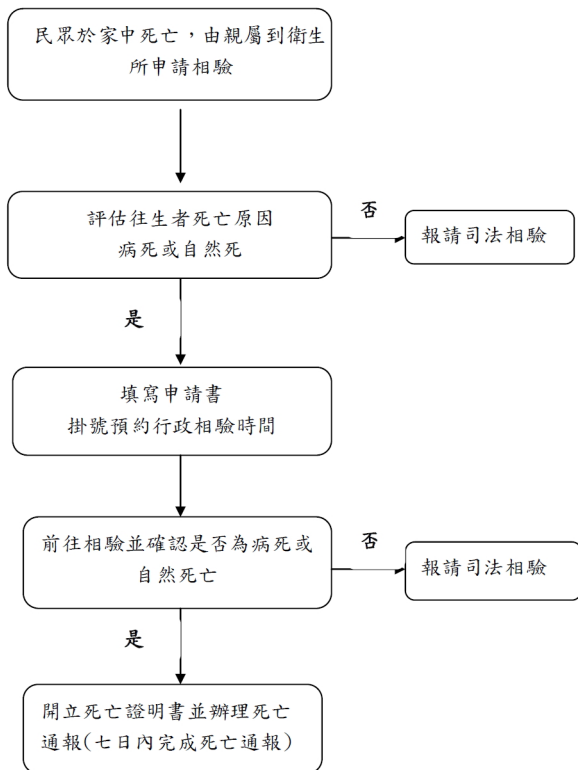 民眾於家中死亡，由親屬到衛生
所申請相驗
評估往生者死亡原因
病死或自然死
否
報請司法相驗
是
填寫申請書
掛號預約行政相驗時間
前往相驗並確認是否為病死或
自然死亡
否
報請司法相驗
是
開立死亡證明書並辦理死亡
通報(七日內完成死亡通報)